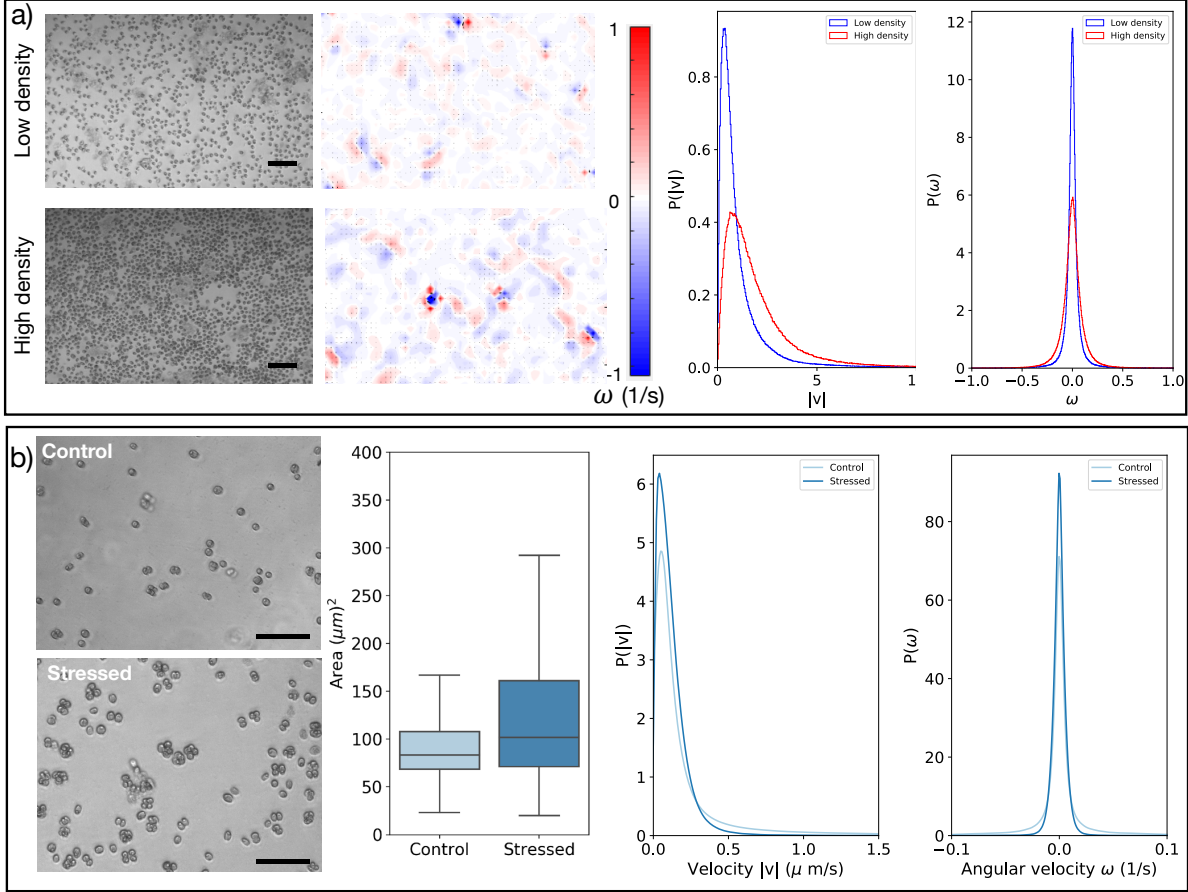 a)
Low density
High density
1
0
-1
ω (1/s)
Low density
High density
P(|v|)
0.8
0.6
0.4
0.2
0.0
0
5
1
|v|
Low density
High density
P(ω)
12
10
8
6
4
2
0
-1.0
-0.5
0.0
0.5
1.0
ω
b)
Control
Stressed
Area (μm)^2
400
350
300
250
200
150
100
50
0
Control
Stressed
Control
Stressed
P(|v|)
6
5
4
3
2
1
0
0.0
0.5
1.0
1.5
Velocity |v| (μ m/s)
Control
Stressed
P(ω)
80
60
40
20
0
-0.1
0.0
0.1
Angular velocity ω (1/s)